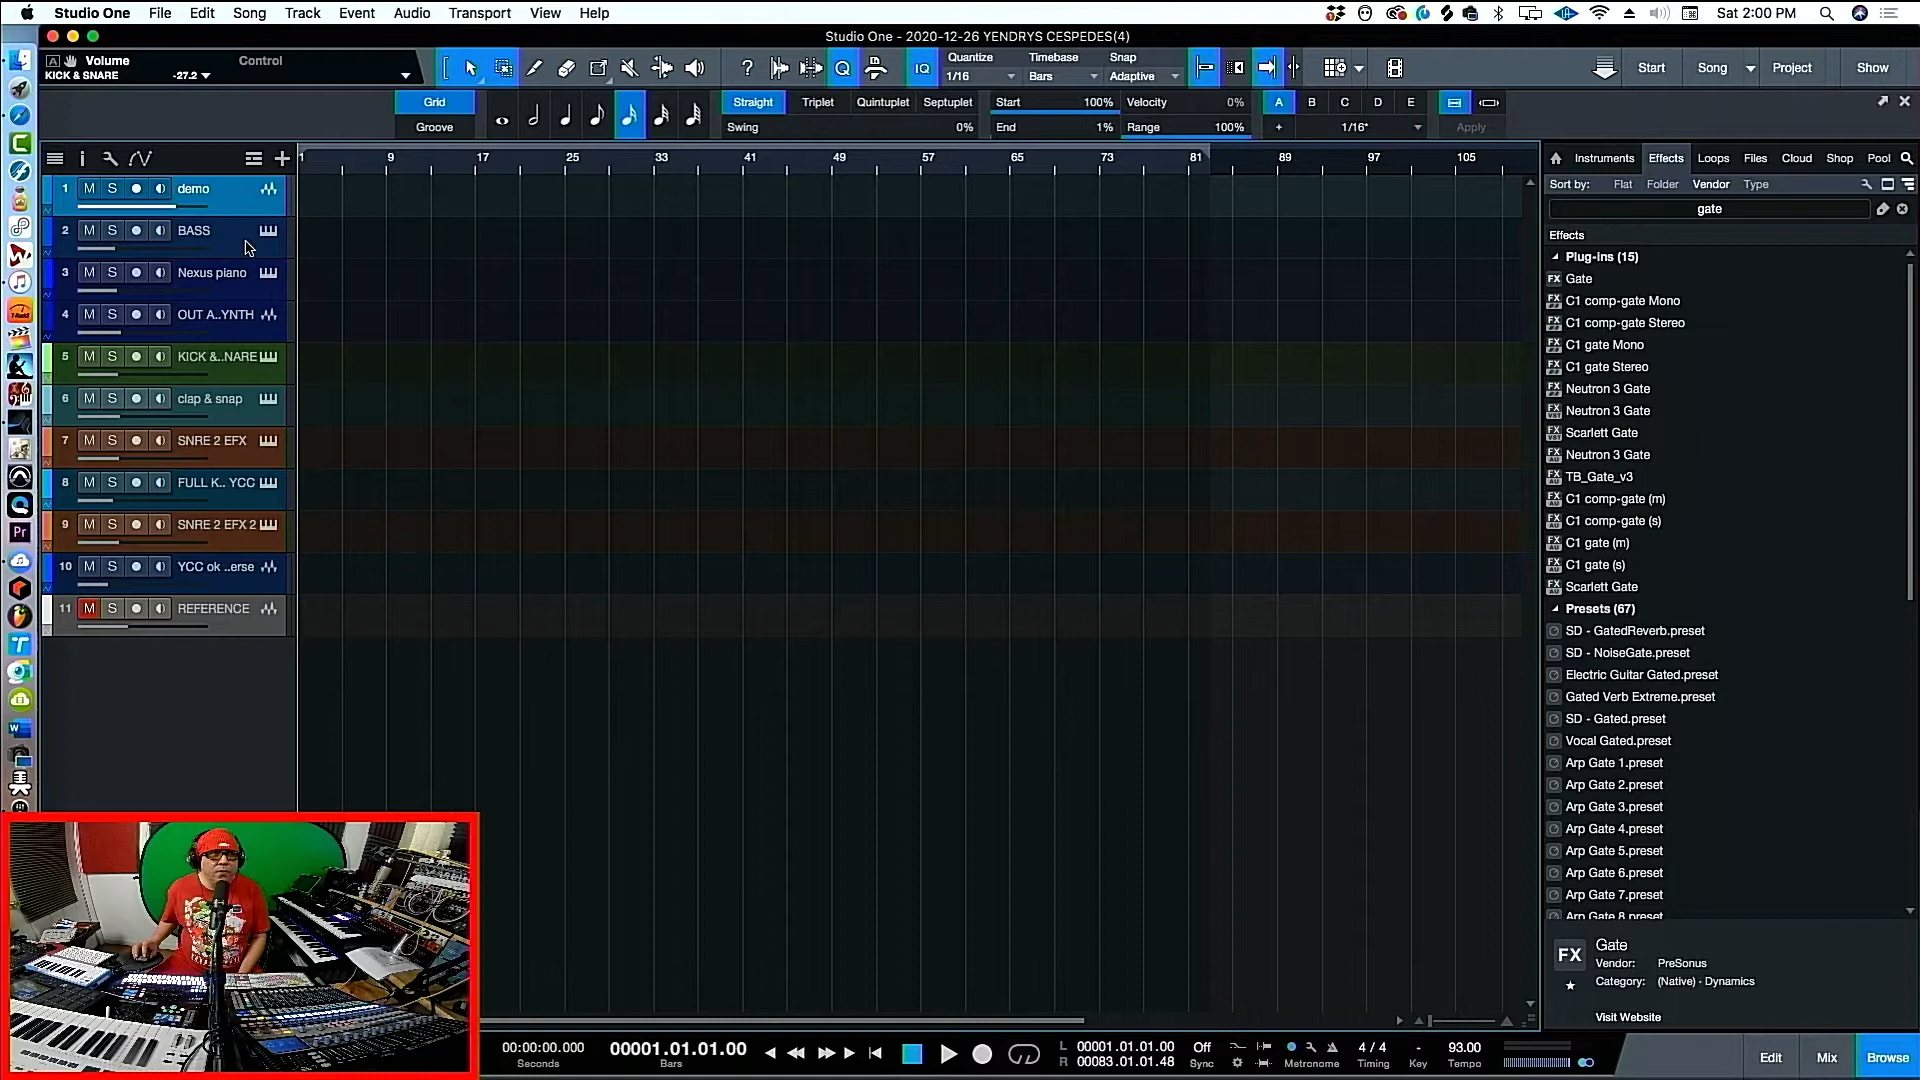 Studio One File Edit Song Track Event Audio Transport View Help Sat 2:00 PM
Studio One - 2020-12-26 YENDRYS CESPEDES(4)
A Volume Control
KICK & SNARE -27.2
? Q IQ
Quantize Timebase Snap
1/16 Bars Adaptive
Start Song Project Show
Grid Straight Triplet Quintuplet Septuplet Start 100% Velocity 0% A B C D E
Groove Swing 0% End 1% Range 100% + 1/16* Apply
1 9 17 25 33 41 49 57 65 73 81 89 97 105
1 M S demo
2 M S BASS
3 M S Nexus piano
4 M S OUT A..YNTH
5 M S KICK &..NARE
6 M S clap & snap
7 M S SNRE 2 EFX
8 M S FULL K.. YCC
9 M S SNRE 2 EFX 2
10 M S YCC ok ..erse
11 M S REFERENCE
Instruments Effects Loops Files Cloud Shop Pool
Sort by: Flat Folder Vendor Type
gate
Effects
Plug-ins (15)
Gate
C1 comp-gate Mono
C1 comp-gate Stereo
C1 gate Mono
C1 gate Stereo
Neutron 3 Gate
Neutron 3 Gate
Scarlett Gate
Neutron 3 Gate
TB_Gate_v3
C1 comp-gate (m)
C1 comp-gate (s)
C1 gate (m)
C1 gate (s)
Scarlett Gate
Presets (67)
SD - GatedReverb.preset
SD - NoiseGate.preset
Electric Guitar Gated.preset
Gated Verb Extreme.preset
SD - Gated.preset
Vocal Gated.preset
Arp Gate 1.preset
Arp Gate 2.preset
Arp Gate 3.preset
Arp Gate 4.preset
Arp Gate 5.preset
Arp Gate 6.preset
Arp Gate 7.preset
Arp Gate 8.preset
FX Gate
Vendor: PreSonus
Category: (Native) - Dynamics
Visit Website
Pr
00:00:00.000
Seconds
00001.01.01.00
Bars
L 00001.01.01.00
R 00083.01.01.48
Off
Sync
Metronome
4 / 4
Timing
-
Key
93.00
Tempo
Edit Mix Browse